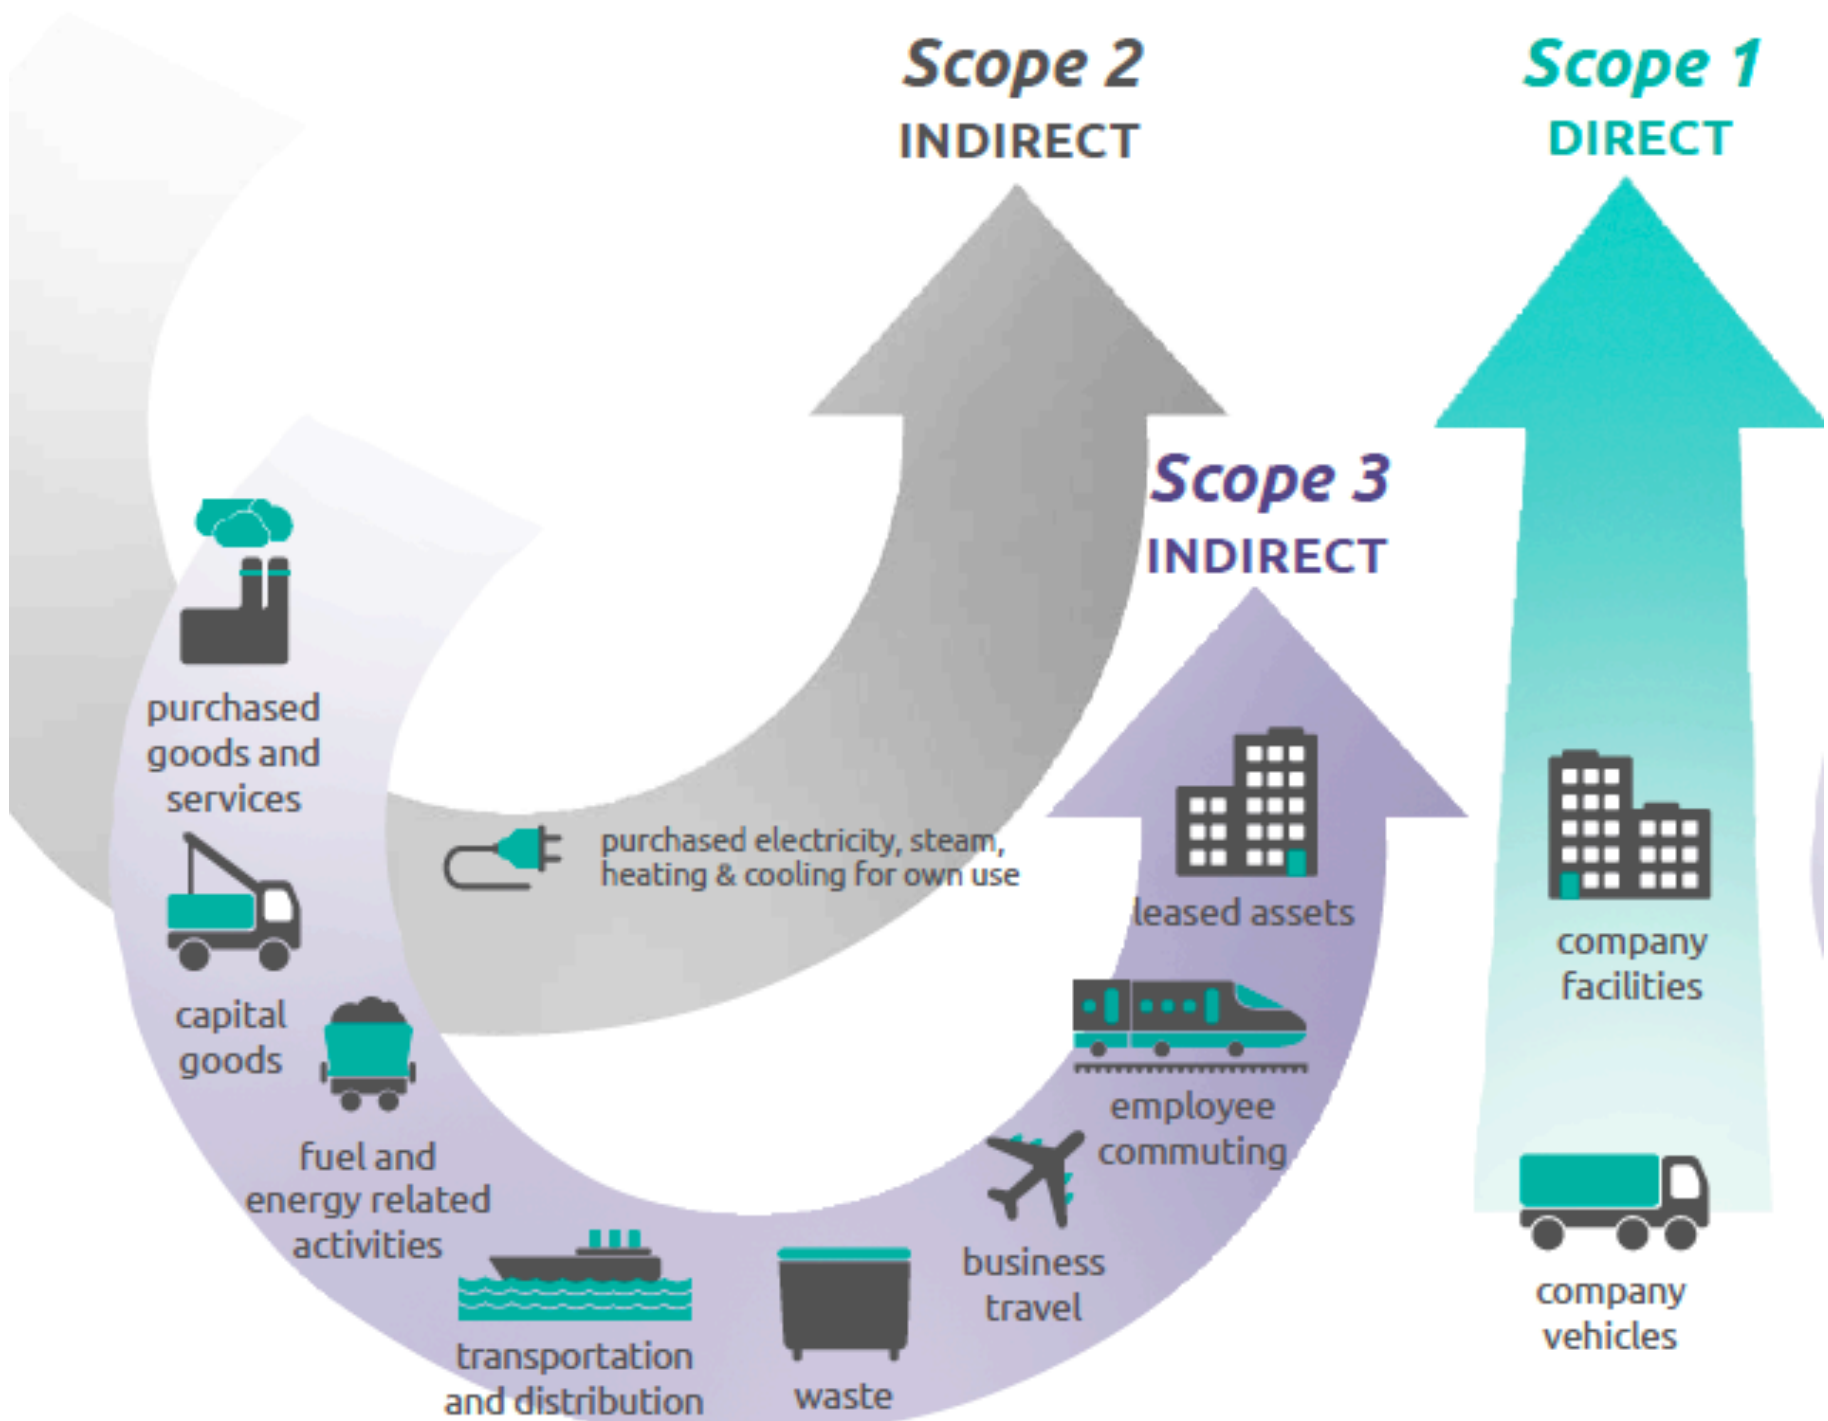 Scope 2
INDIRECT
Scope 1
DIRECT
Scope 3
INDIRECT
purchased
goods and
services
capital
goods
fuel and
energy related
activities
transportation
and distribution
waste
business
travel
employee
commuting
leased assets
purchased electricity, steam,
heating & cooling for own use
company
facilities
company
vehicles